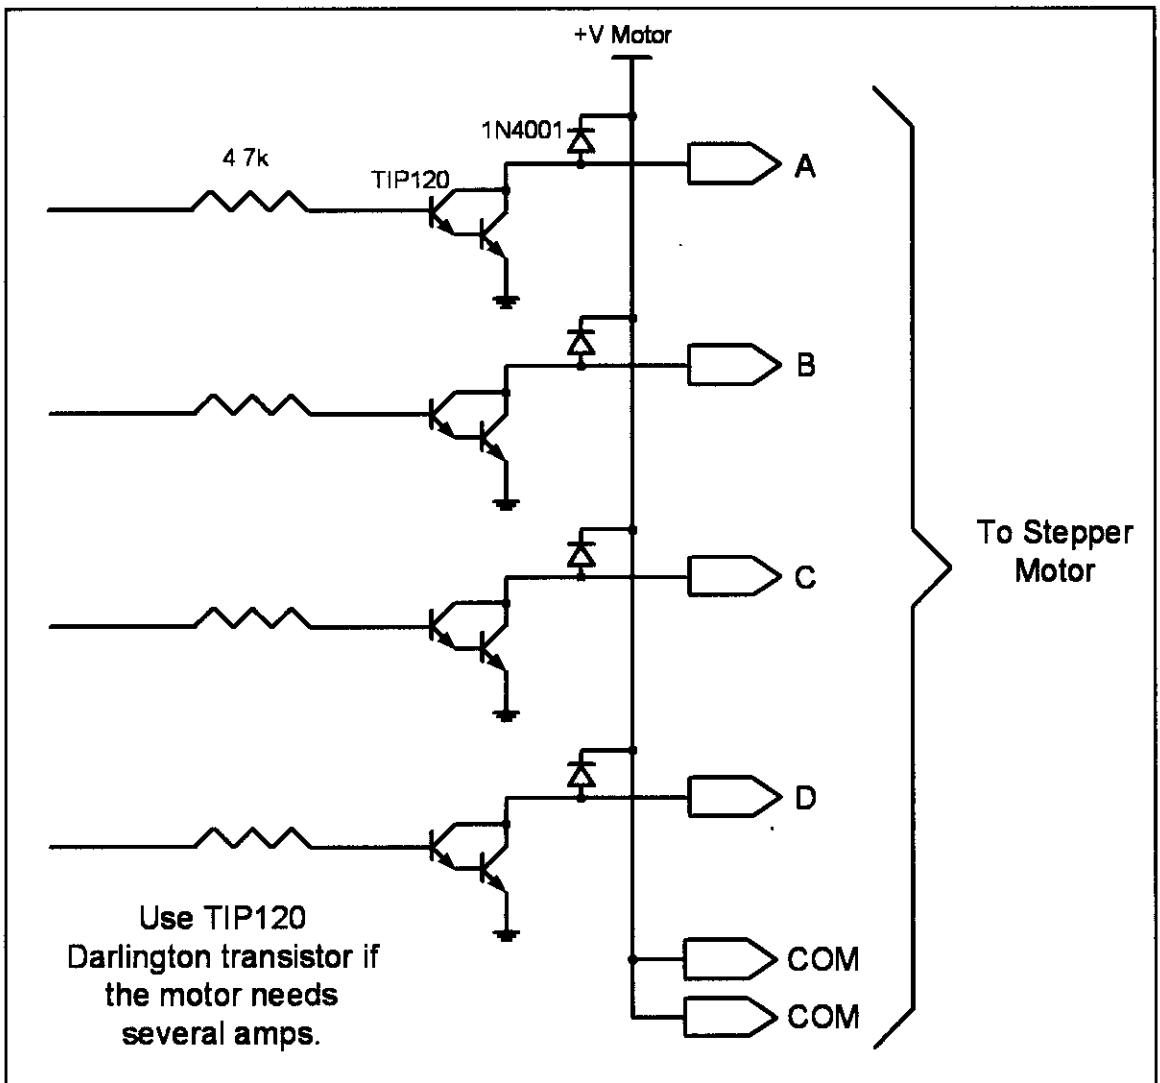 +V Motor
1N4001
4 7k
A
TIP120
B
C
To Stepper
Motor
D
Use TIP120
Darlington transistor if
the motor needs
several amps.
COM
COM